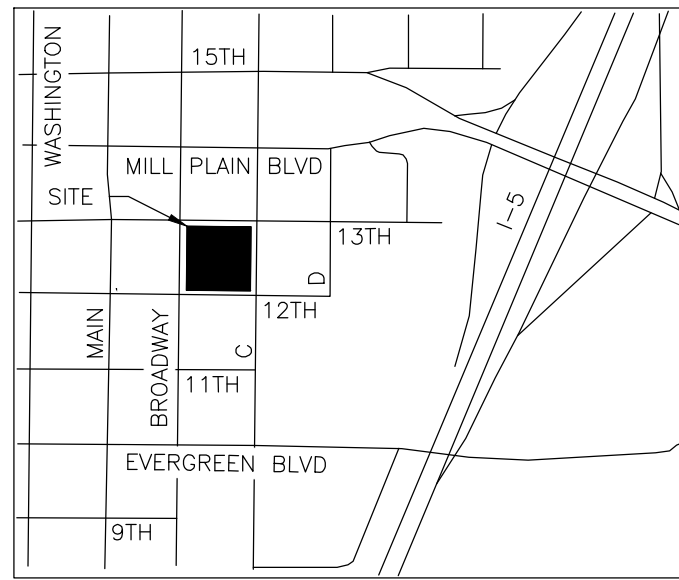 15TH
WASHINGTON
MILL PLAIN BLVD
SITE
13TH
I-5
D
12TH
MAIN
BROADWAY
C
11TH
EVERGREEN BLVD
9TH